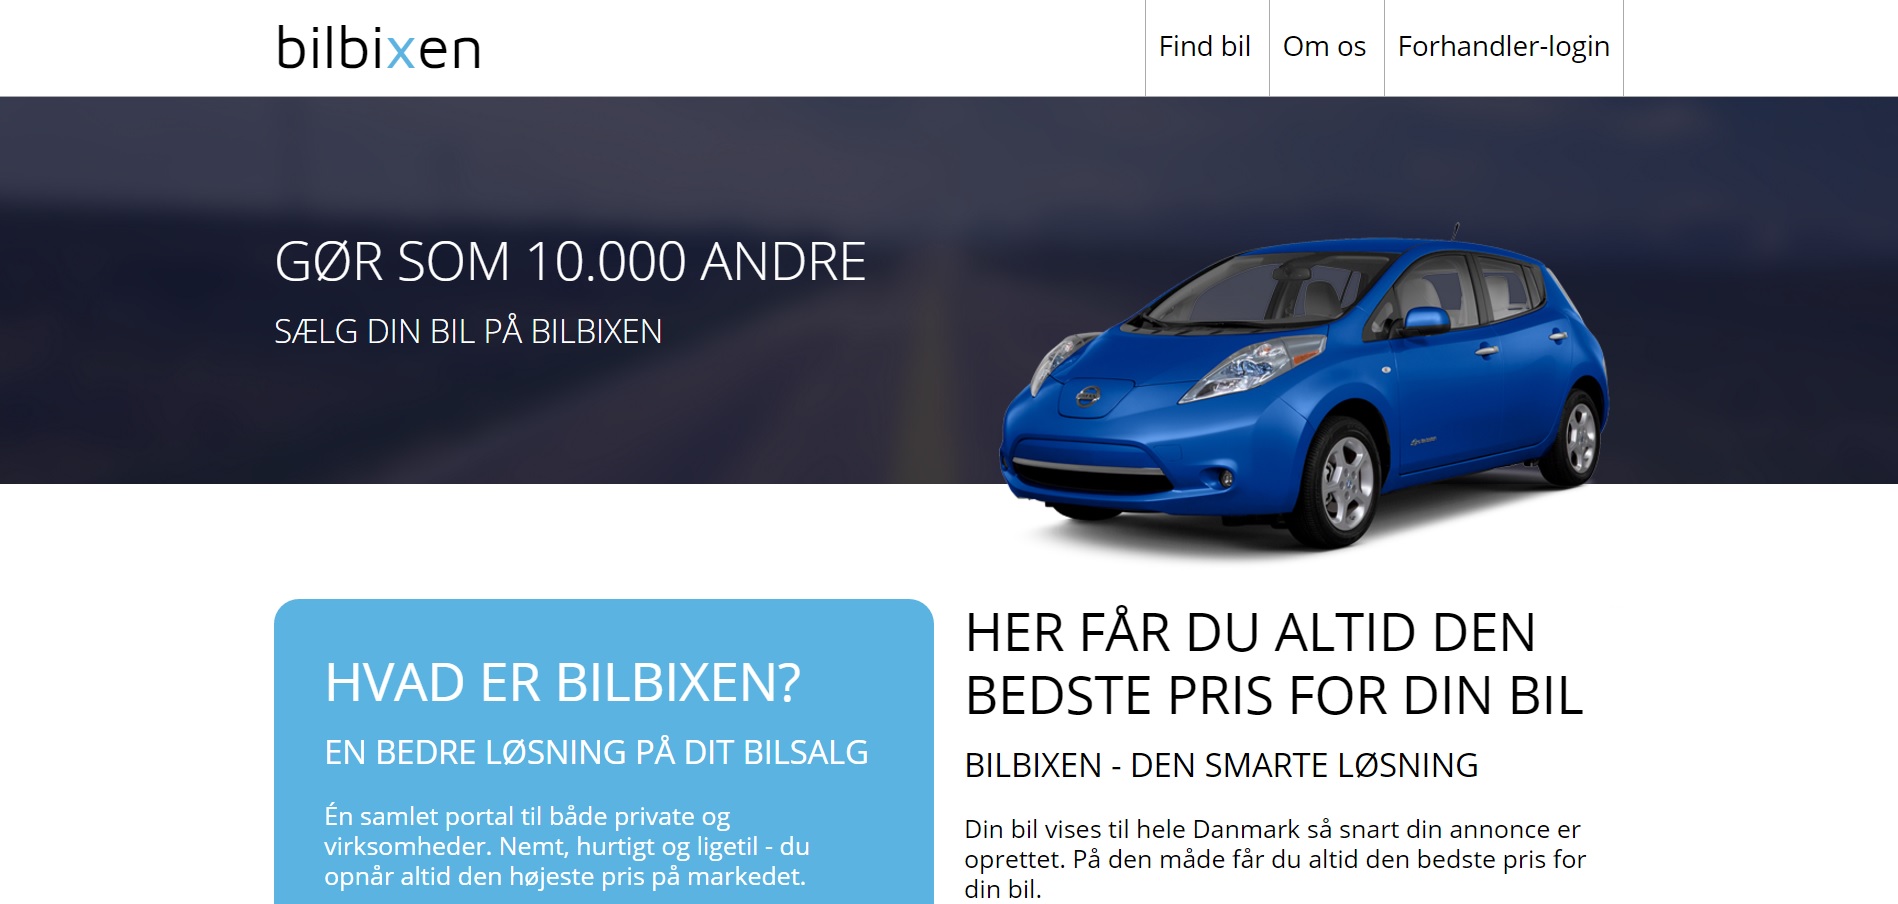 bilbixen
Find bil
Om os
Forhandler-login
GØR SOM 10.000 ANDRE
SÆLG DIN BIL PÅ BILBIXEN
HVAD ER BILBIXEN?
EN BEDRE LØSNING PÅ DIT BILSALG
Én samlet portal til både private og
virksomheder. Nemt, hurtigt og ligetil - du
opnår altid den højeste pris på markedet.
HER FÅR DU ALTID DEN
BEDSTE PRIS FOR DIN BIL
BILBIXEN - DEN SMARTE LØSNING
Din bil vises til hele Danmark så snart din annonce er
oprettet. På den måde får du altid den bedste pris for
din bil.